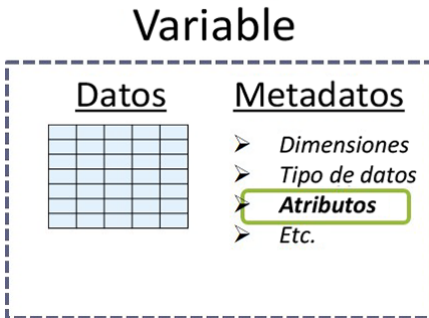 Variable
Datos
Metadatos
Dimensiones
Tipo de datos
Atributos
Etc.